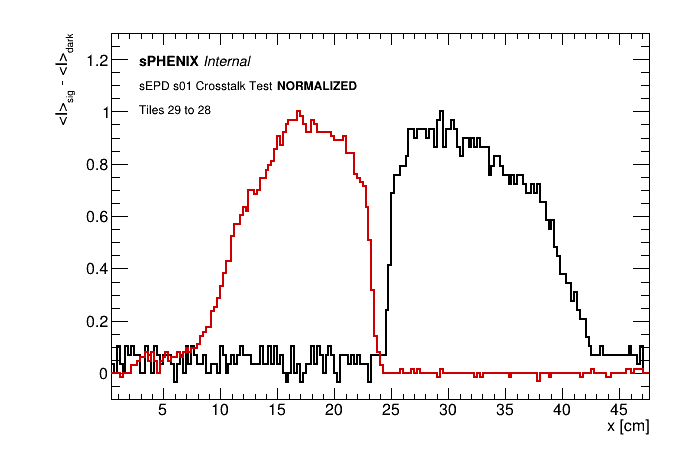 <I>sig - <I>dark
sPHENIX Internal
sEPD s01 Crosstalk Test NORMALIZED
Tiles 29 to 28
1.2
1
0.8
0.6
0.4
0.2
0
5 10 15 20 25 30 35 40 45
x [cm]